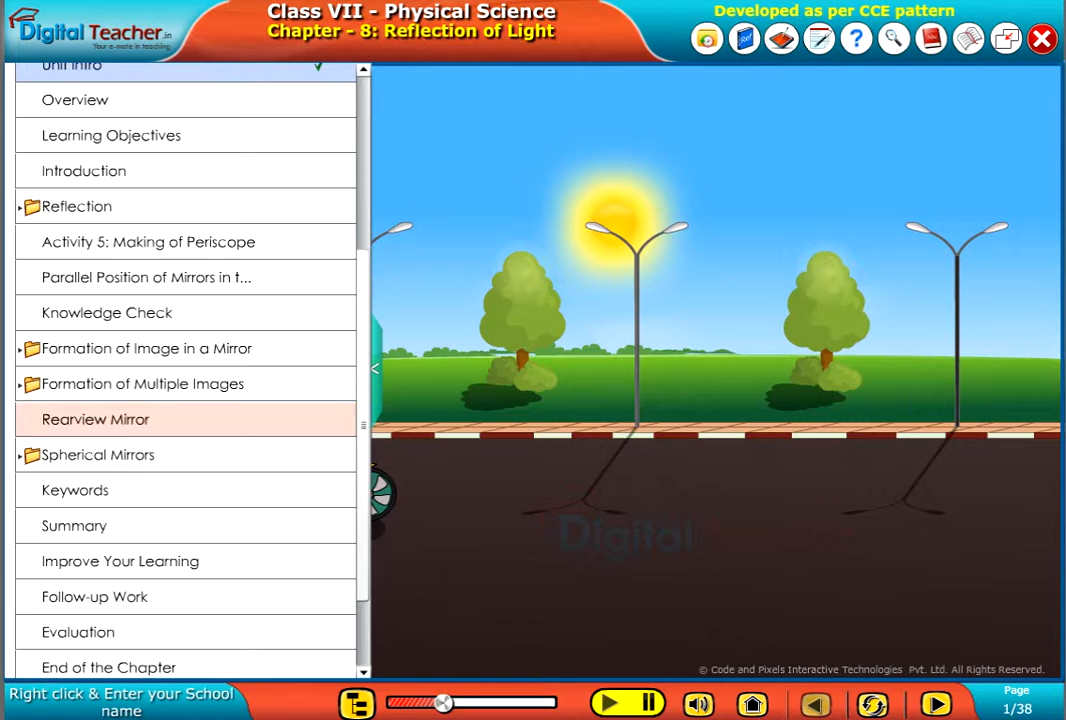 Digital Teacher.in
Your e-mate in teaching
Class VII - Physical Science
Chapter - 8: Reflection of Light
Developed as per CCE pattern
Ref
?
Unit Intro
Overview
Learning Objectives
Introduction
Reflection
Activity 5: Making of Periscope
Parallel Position of Mirrors in t...
Knowledge Check
Formation of Image in a Mirror
Formation of Multiple Images
Rearview Mirror
Spherical Mirrors
Keywords
Summary
Improve Your Learning
Follow-up Work
Evaluation
End of the Chapter
<
Digital
© Code and Pixels Interactive Technologies Pvt. Ltd. All Rights Reserved.
Right click & Enter your School
name
Page
1/38